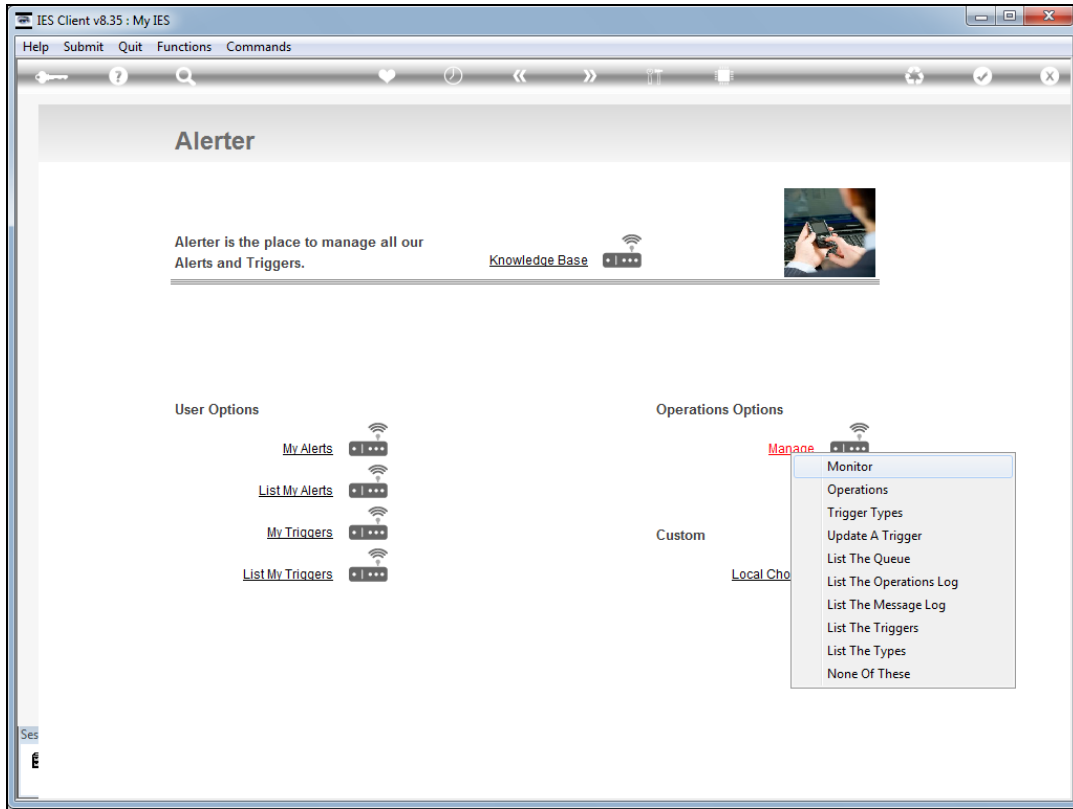 IES Client v8.35 : My IES
Help Submit Quit Functions Commands
Alerter
Alerter is the place to manage all our
Alerts and Triggers.
Knowledge Base
User Options
My Alerts
List My Alerts
My Triggers
List My Triggers
Operations Options
Manage
Monitor
Operations
Trigger Types
Update A Trigger
List The Queue
List The Operations Log
List The Message Log
List The Triggers
List The Types
None Of These
Custom
Local Cho
Ses